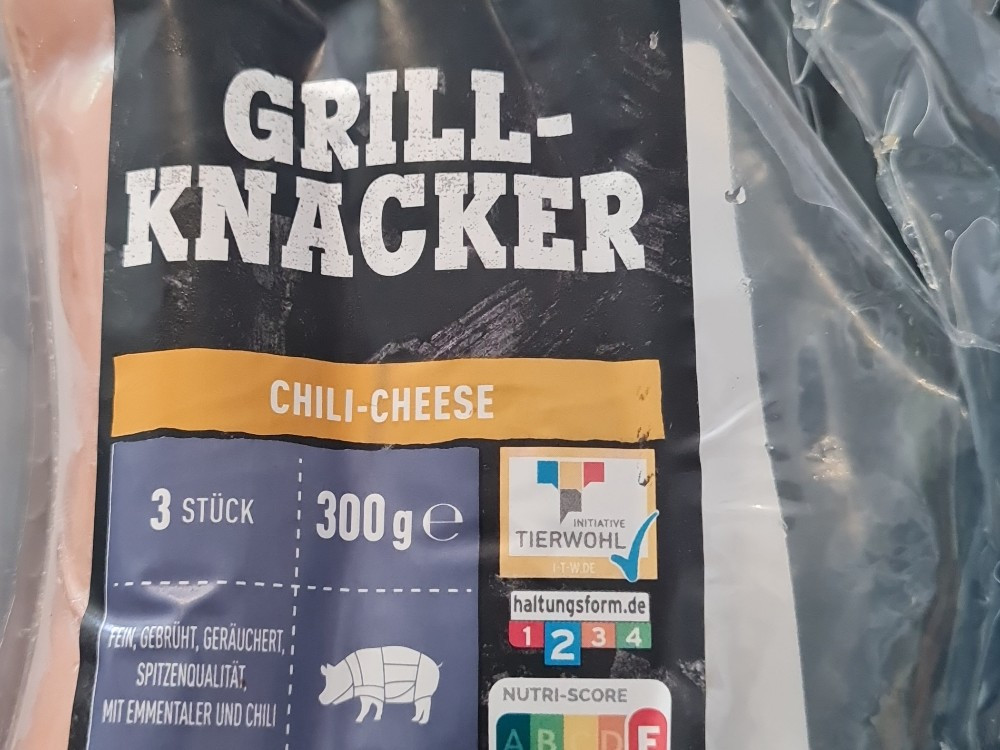 GRILL-
KNACKER
CHILI-CHEESE
3 STÜCK
300 g e
INITIATIVE
TIERWOHL
I-T-W.DE
haltungsform.de
1 2 3 4
FEIN, GEBRÜHT, GERÄUCHERT,
SPITZENQUALITÄT,
MIT EMMENTALER UND CHILI
NUTRI-SCORE
A B C D E